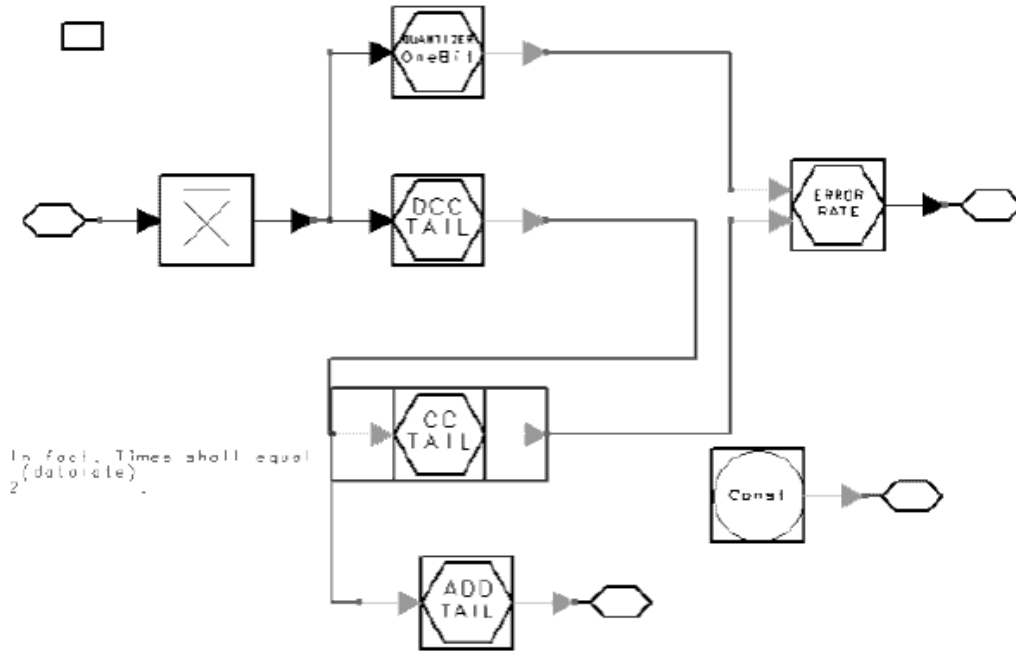 QUANTIZER
OneBit
DCC
TAIL
ERROR
RATE
CC
TAIL
In fact, Times shall equal
2 (datarate) .
Const
ADD
TAIL